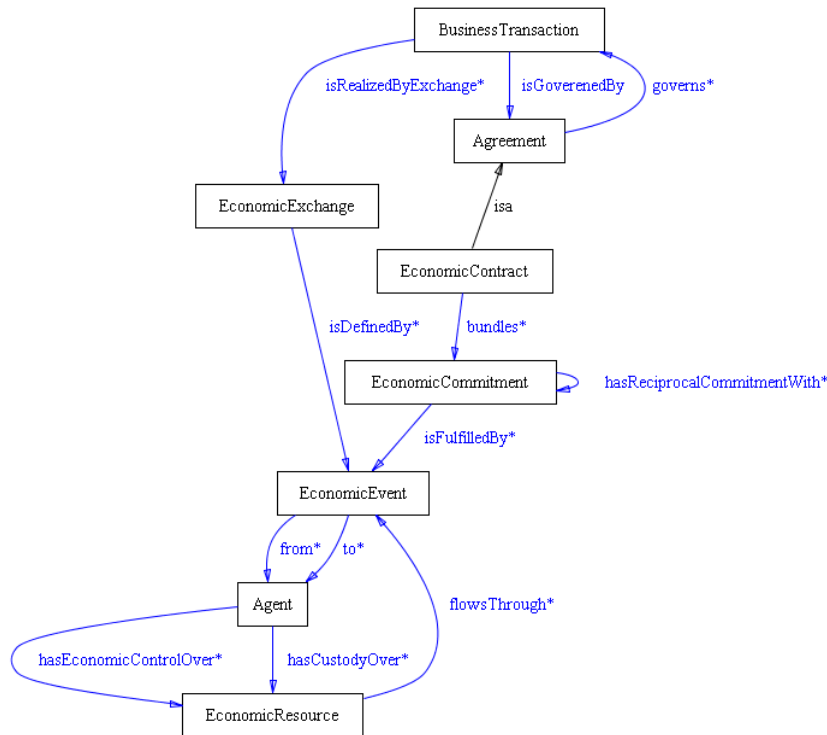 BusinessTransaction
isRealizedByExchange*
isGoverenedBy
governs*
Agreement
EconomicExchange
isa
EconomicContract
isDefinedBy*
bundles*
EconomicCommitment
hasReciprocalCommitmentWith*
isFulfilledBy*
EconomicEvent
from*
to*
Agent
flowsThrough*
hasEconomicControlOver*
hasCustodyOver*
EconomicResource